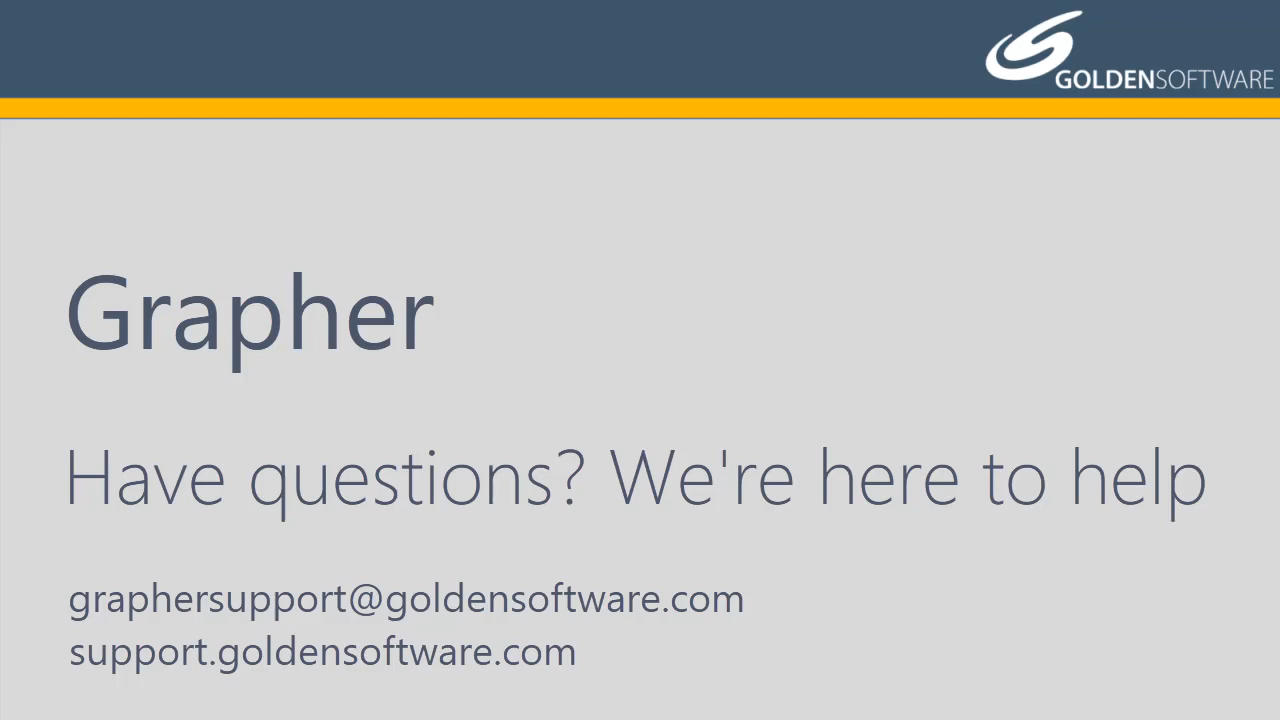 GOLDENSOFTWARE
Grapher
Have questions? We're here to help
graphersupport@goldensoftware.com
support.goldensoftware.com